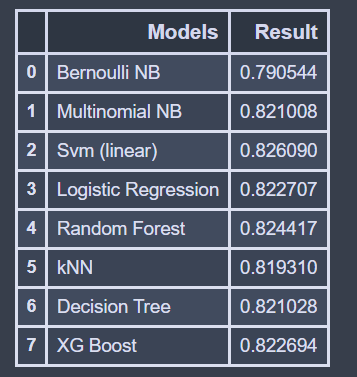 Models Result
0 Bernoulli NB 0.790544
1 Multinomial NB 0.821008
2 Svm (linear) 0.826090
3 Logistic Regression 0.822707
4 Random Forest 0.824417
5 kNN 0.819310
6 Decision Tree 0.821028
7 XG Boost 0.822694